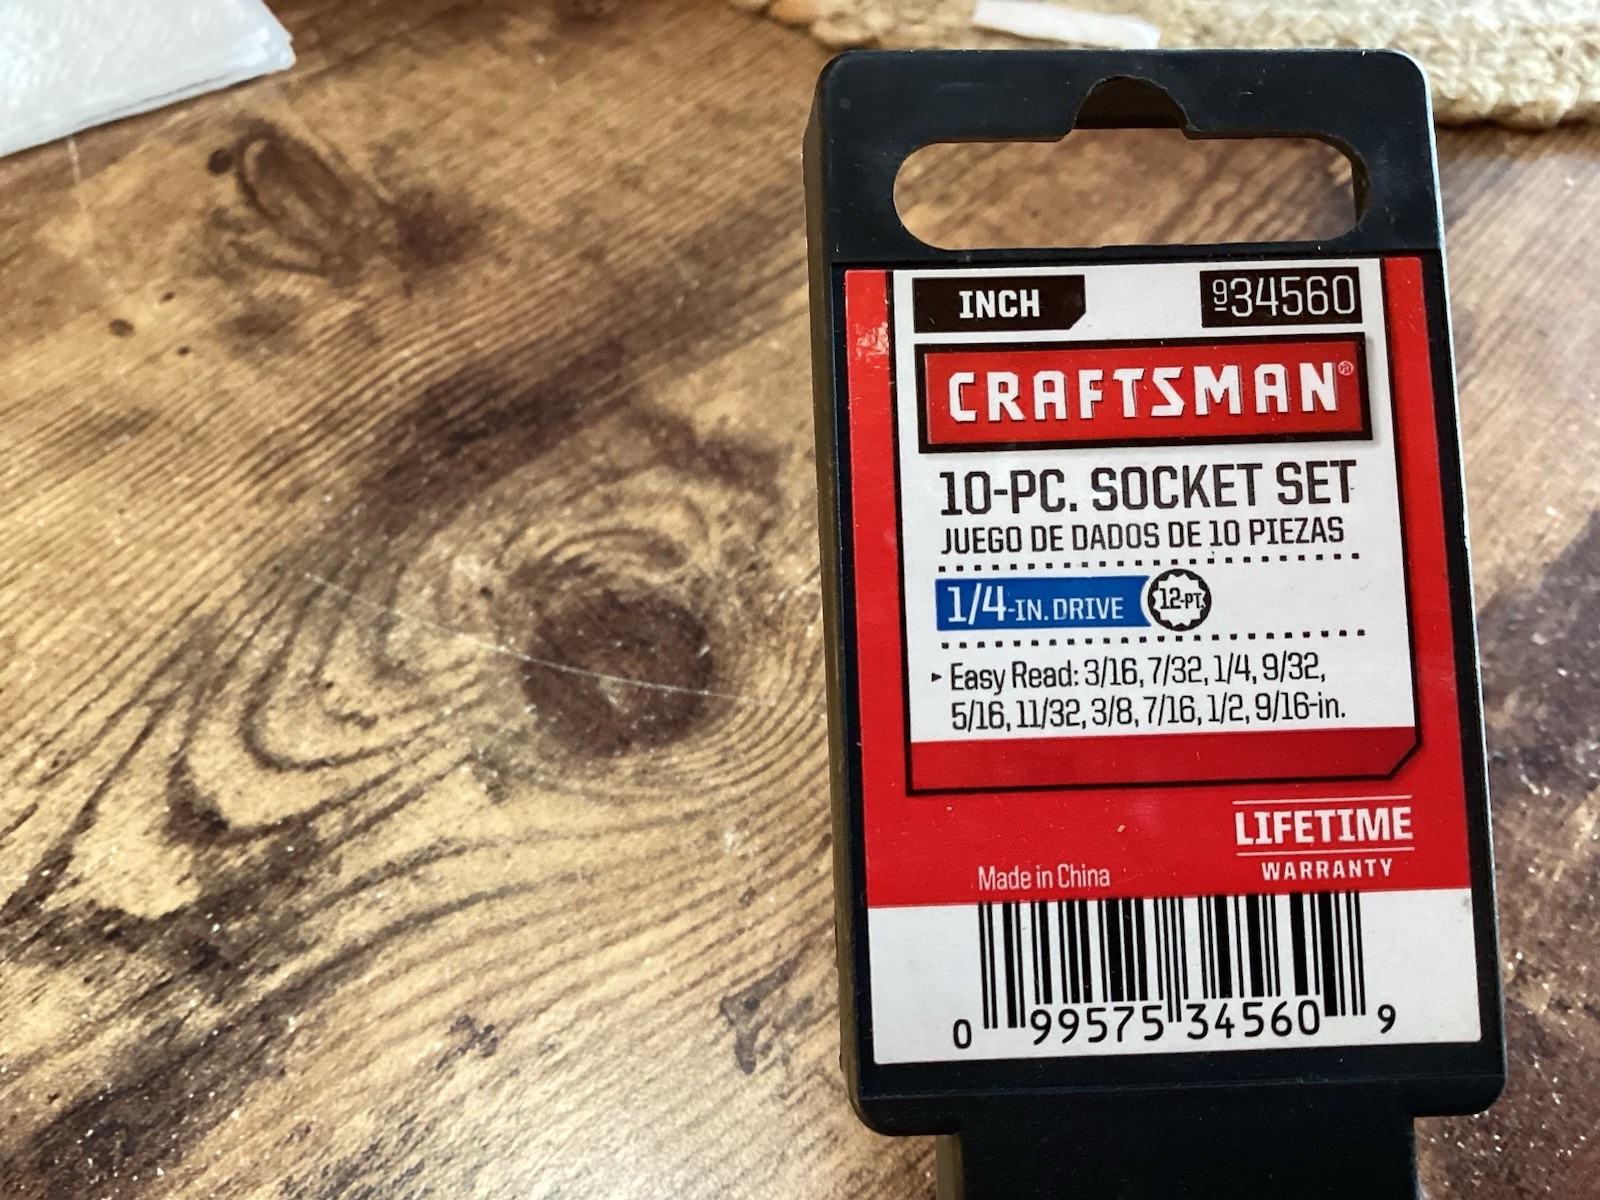 INCH
934560
CRAFTSMAN®
10-PC. SOCKET SET
JUEGO DE DADOS DE 10 PIEZAS
1/4-IN. DRIVE
12-PT.
▸ Easy Read: 3/16, 7/32, 1/4, 9/32,
5/16, 11/32, 3/8, 7/16, 1/2, 9/16-in.
LIFETIME
WARRANTY
Made in China
0 99575 34560 9